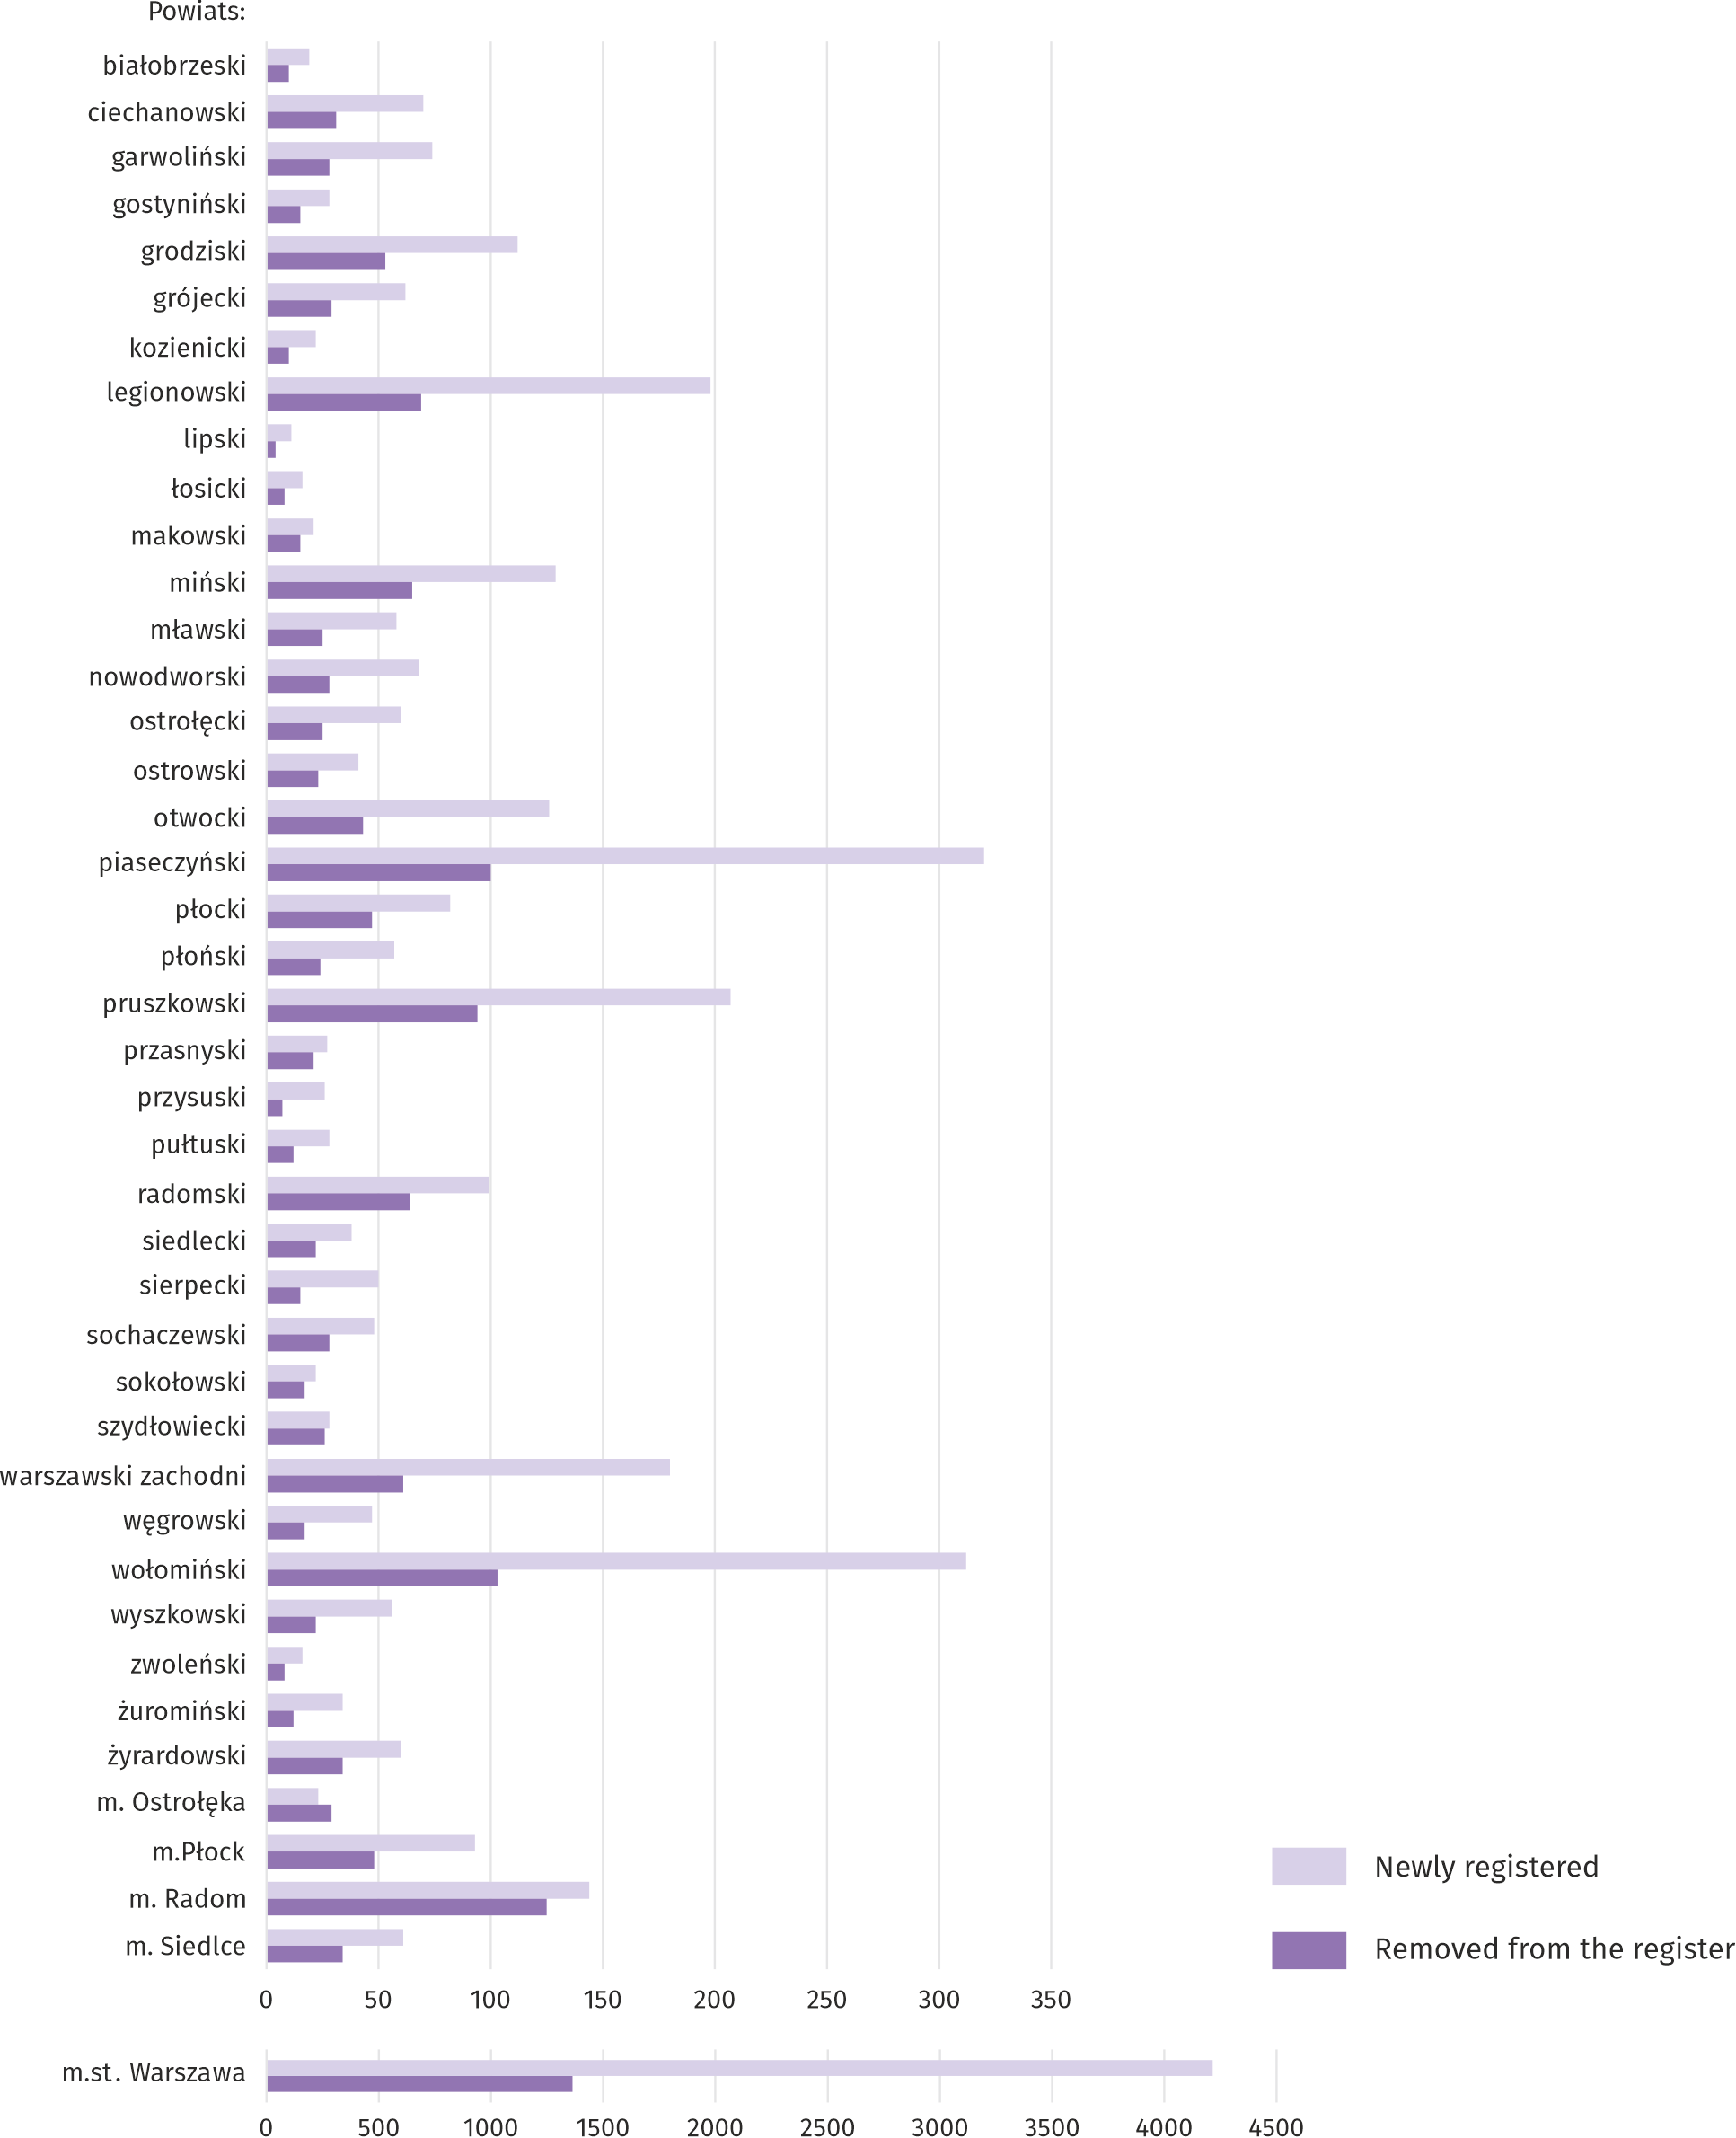 Powiats:
białobrzeski
ciechanowski
garwoliński
gostyniński
grodziski
grójecki
kozienicki
legionowski
lipski
łosicki
makowski
miński
mławski
nowodworski
ostrołęcki
ostrowski
otwocki
piaseczyński
płocki
płoński
pruszkowski
przasnyski
przysuski
pułtuski
radomski
siedlecki
sierpecki
sochaczewski
sokołowski
szydłowiecki
warszawski zachodni
węgrowski
wołomiński
wyszkowski
zwoleński
żuromiński
żyrardowski
m. Ostrołęka
m.Płock
m. Radom
m. Siedlce
Newly registered
Removed from the register
0 50 100 150 200 250 300 350
m.st. Warszawa
0 500 1000 1500 2000 2500 3000 3500 4000 4500